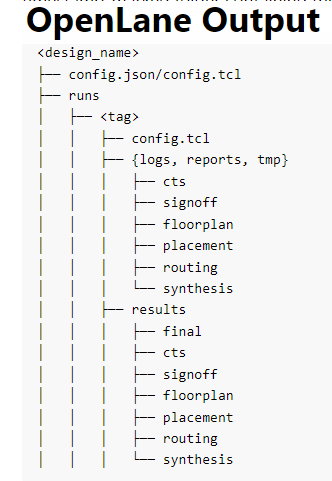 OpenLane Output
<design_name>
├── config.json/config.tcl
├── runs
│   ├── <tag>
│   │   ├── config.tcl
│   │   ├── {logs, reports, tmp}
│   │   │   ├── cts
│   │   │   ├── signoff
│   │   │   ├── floorplan
│   │   │   ├── placement
│   │   │   ├── routing
│   │   │   └── synthesis
│   │   ├── results
│   │   │   ├── final
│   │   │   ├── cts
│   │   │   ├── signoff
│   │   │   ├── floorplan
│   │   │   ├── placement
│   │   │   ├── routing
│   │   │   └── synthesis